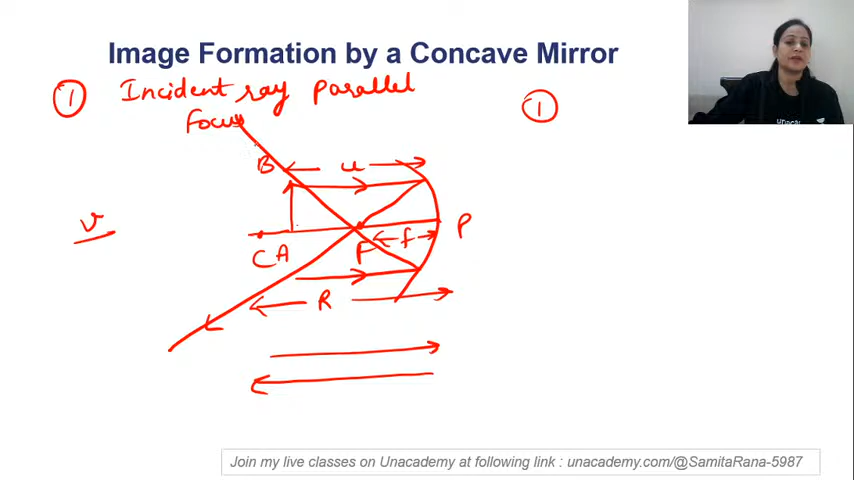 Image Formation by a Concave Mirror
① Incident ray parallel
focus
①
B u
v
C A F f P
R
Join my live classes on Unacademy at following link : unacademy.com/@SamitaRana-5987